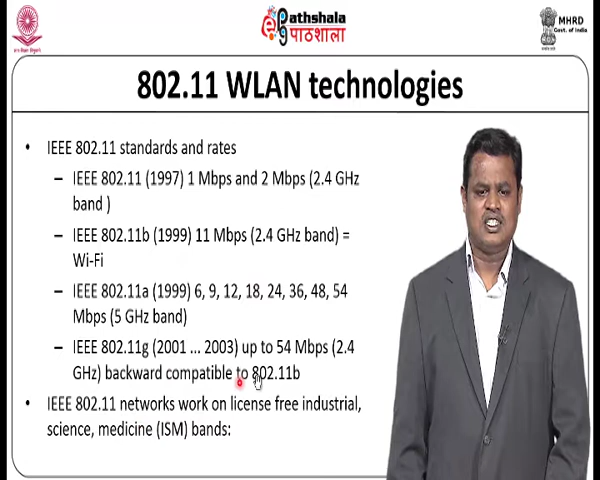 Pathshala
पाठशाला
MHRD
Govt. of India
802.11 WLAN technologies
• IEEE 802.11 standards and rates
– IEEE 802.11 (1997) 1 Mbps and 2 Mbps (2.4 GHz
band )
– IEEE 802.11b (1999) 11 Mbps (2.4 GHz band) =
Wi-Fi
– IEEE 802.11a (1999) 6, 9, 12, 18, 24, 36, 48, 54
Mbps (5 GHz band)
– IEEE 802.11g (2001 ... 2003) up to 54 Mbps (2.4
GHz) backward compatible to 802.11b
• IEEE 802.11 networks work on license free industrial,
science, medicine (ISM) bands: